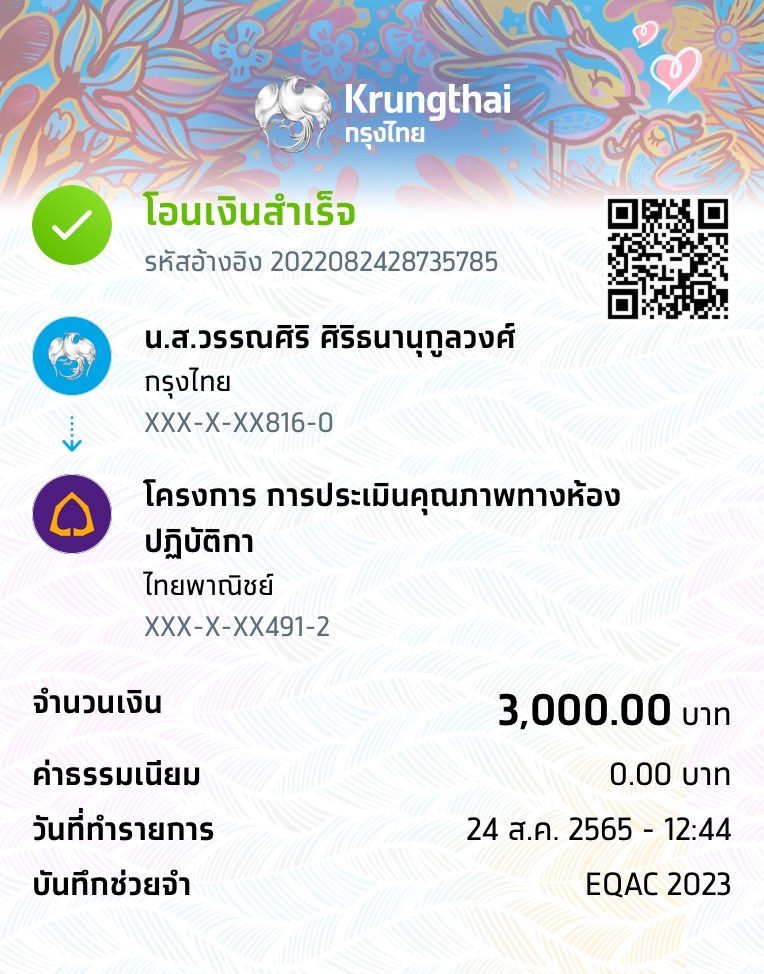 Krungthai
กรุงไทย
โอนเงินสำเร็จ
รหัสอ้างอิง 2022082428735785
น.ส.วรรณศิริ ศิริธนานุกูลวงศ์
กรุงไทย
XXX-X-XX816-0
โครงการ การประเมินคุณภาพทางห้อง
ปฏิบัติกา
ไทยพาณิชย์
XXX-X-XX491-2
จำนวนเงิน 3,000.00 บาท
ค่าธรรมเนียม 0.00 บาท
วันที่ทำรายการ 24 ส.ค. 2565 - 12:44
บันทึกช่วยจำ EQAC 2023